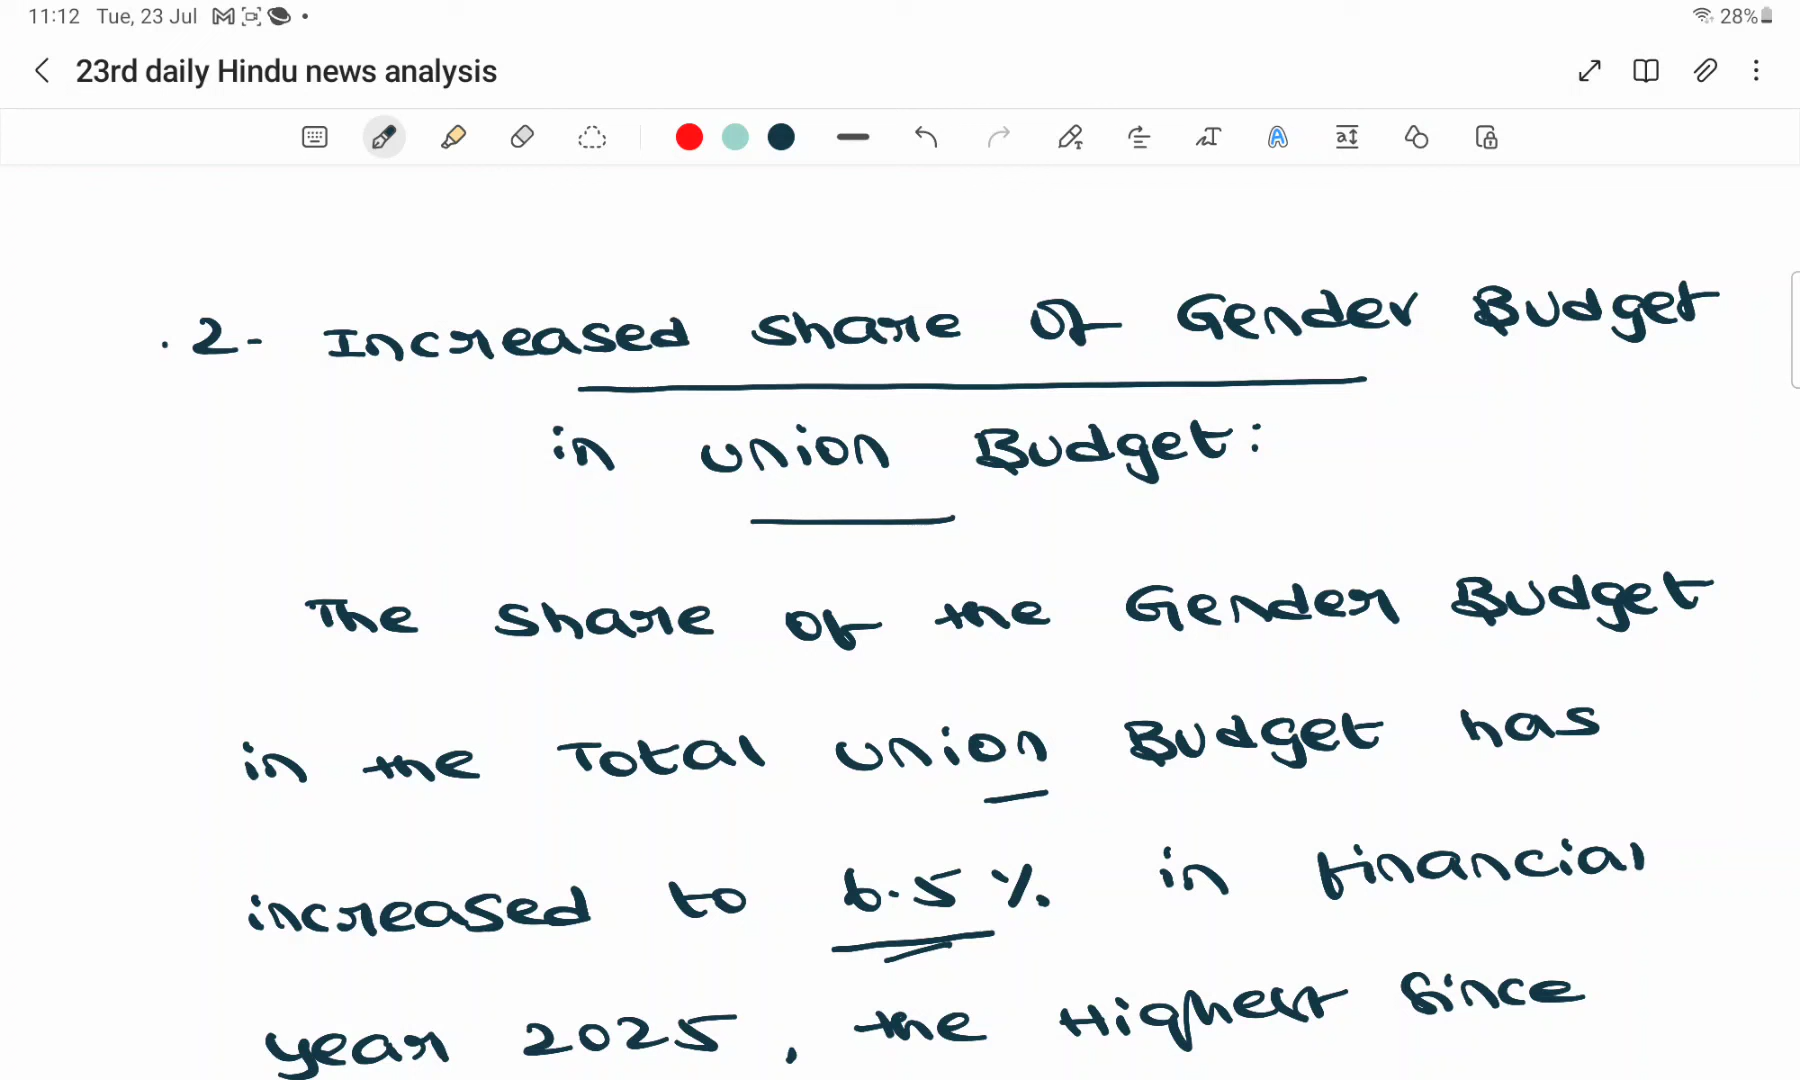 11:12 Tue, 23 Jul
28%
23rd daily Hindu news analysis
.2- Increased share of Gender Budget
in union Budget:
The share of the Gender Budget
in the Total union Budget has
increased to 6.5% in financial
year 2025, the Highest since